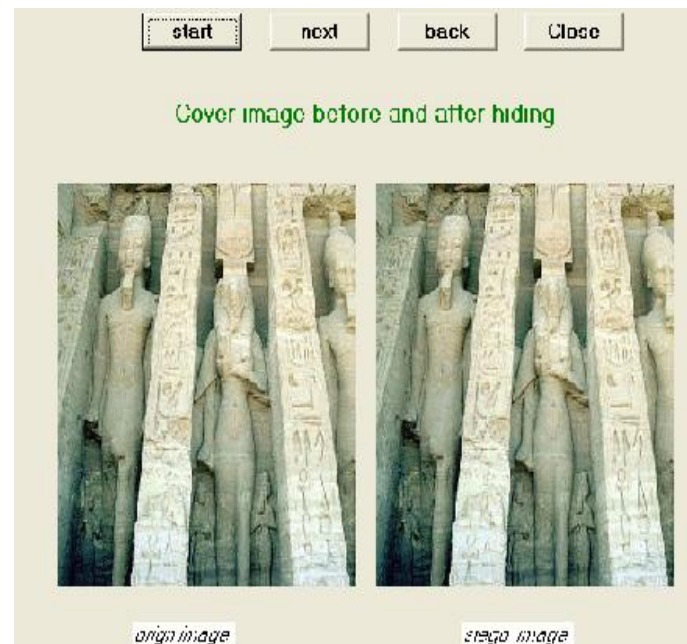 start next back Close
Cover image before and after hiding
orign image stego image